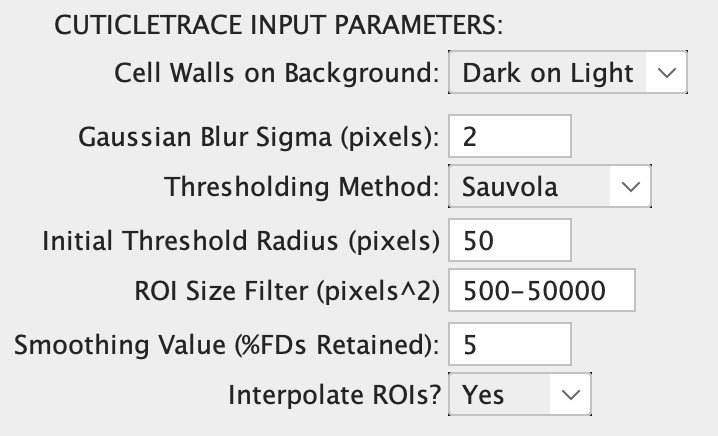 CUTICLETRACE INPUT PARAMETERS:
Cell Walls on Background: Dark on Light
Gaussian Blur Sigma (pixels): 2
Thresholding Method: Sauvola
Initial Threshold Radius (pixels) 50
ROI Size Filter (pixels^2) 500-50000
Smoothing Value (%FDs Retained): 5
Interpolate ROIs? Yes